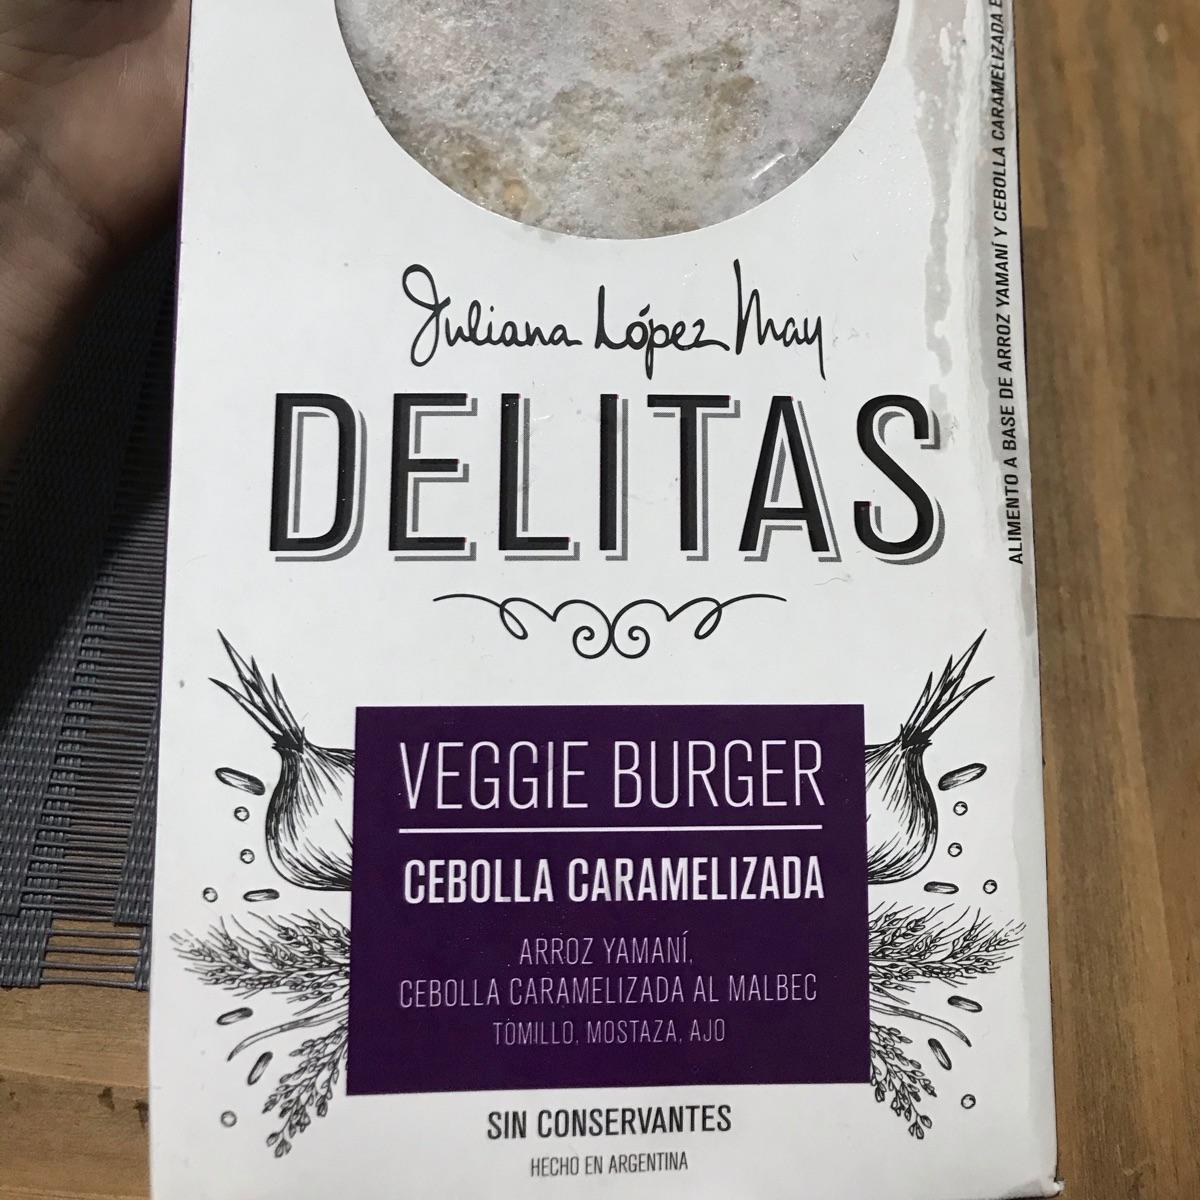 Juliana López May
DELITAS
VEGGIE BURGER
CEBOLLA CARAMELIZADA
ARROZ YAMANÍ,
CEBOLLA CARAMELIZADA AL MALBEC
TOMILLO, MOSTAZA, AJO
SIN CONSERVANTES
HECHO EN ARGENTINA
ALIMENTO A BASE DE ARROZ YAMANÍ Y CEBOLLA CARAMELIZADA